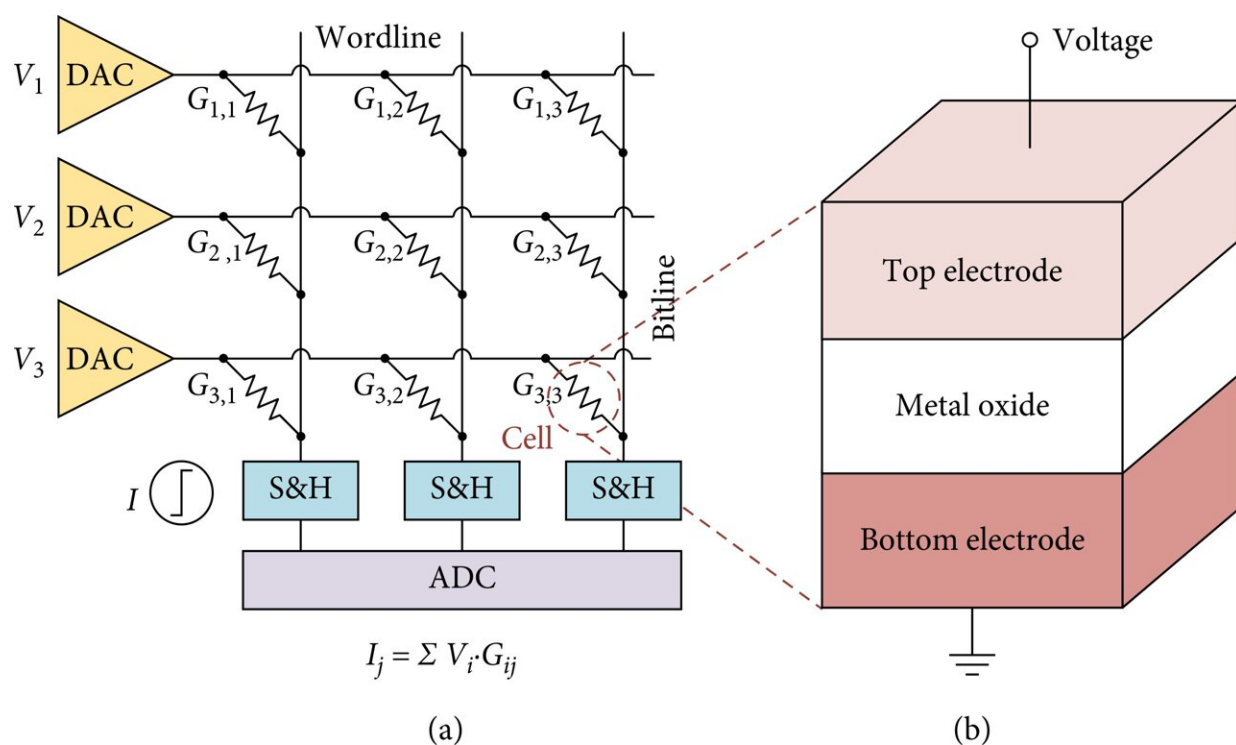 Wordline
V1 DAC
G1,1 G1,2 G1,3
V2 DAC
G2,1 G2,2 G2,3
Bitline
V3 DAC
G3,1 G3,2 G3,3
Cell
I S&H S&H S&H
ADC
Ij = Σ Vi·Gij
(a)
Voltage
Top electrode
Metal oxide
Bottom electrode
(b)